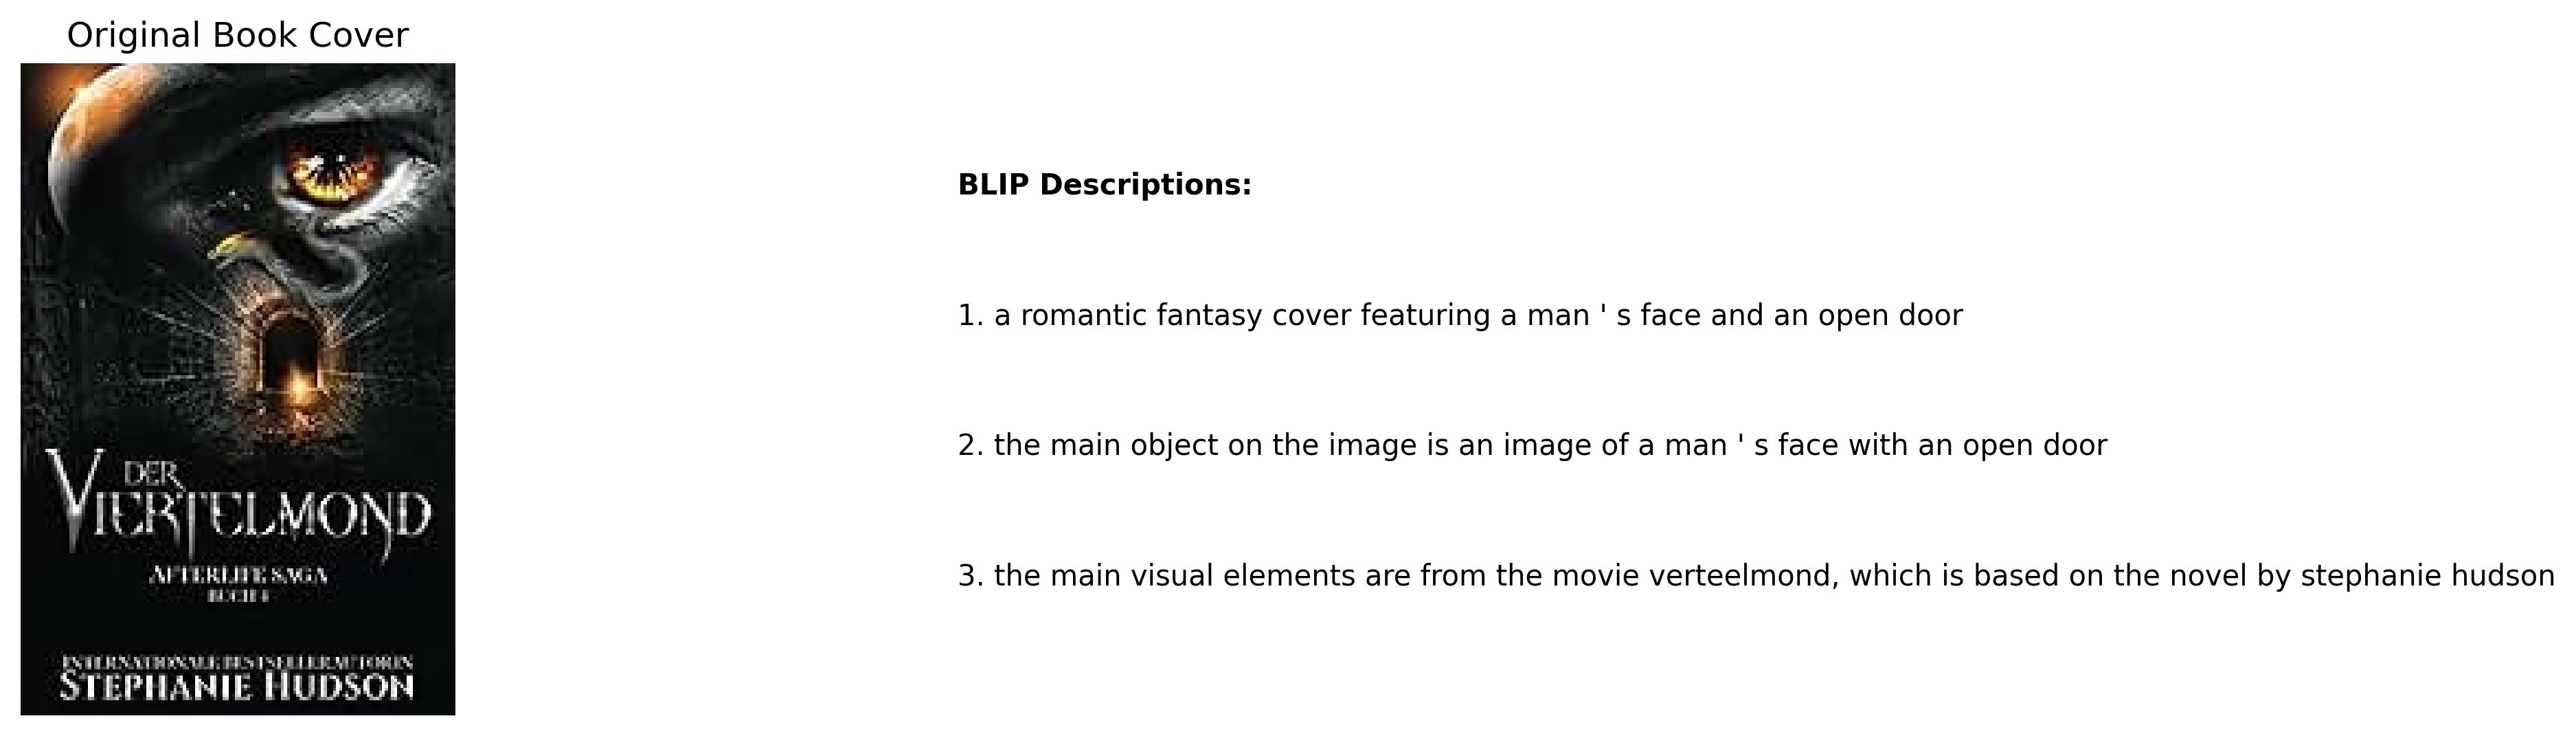 Original Book Cover
DER
VIERTELMOND
AFTERLIFE SAGA
BUCH 4
INTERNATIONALE BESTSELLERAUTORIN
STEPHANIE HUDSON
BLIP Descriptions:
1. a romantic fantasy cover featuring a man ' s face and an open door
2. the main object on the image is an image of a man ' s face with an open door
3. the main visual elements are from the movie verteelmond, which is based on the novel by stephanie hudson